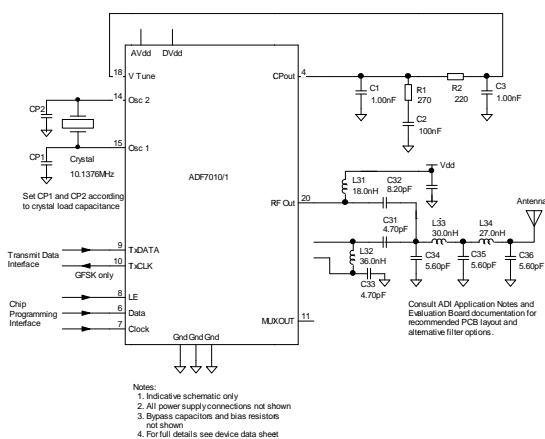 AVdd DVdd
18 V Tune
CPout 4
14 Osc 2
CP2
15 Osc 1
CP1
Crystal
10.1376MHz
Set CP1 and CP2 according
to crystal load capacitance
ADF7010/1
C1
1.00nF
R1
270
C2
100nF
R2
220
C3
1.00nF
Vdd
L31
18.0nH
C32
8.20pF
RF Out 20
C31
4.70pF
L32
36.0nH
C33
4.70pF
L33
30.0nH
L34
27.0nH
Antenna
C34
5.60pF
C35
5.60pF
C36
5.60pF
Transmit Data
Interface
9 TxDATA
10 TxCLK
GFSK only
Chip
Programming
Interface
8 LE
6 Data
7 Clock
MUXOUT 11
Gnd Gnd Gnd
Consult ADI Application Notes and
Evaluation Board documentation for
recommended PCB layout and
alternative filter options.
Notes:
1. Indicative schematic only
2. All power supply connections not shown
3. Bypass capacitors and bias resistors
not shown
4. For full details see device data sheet